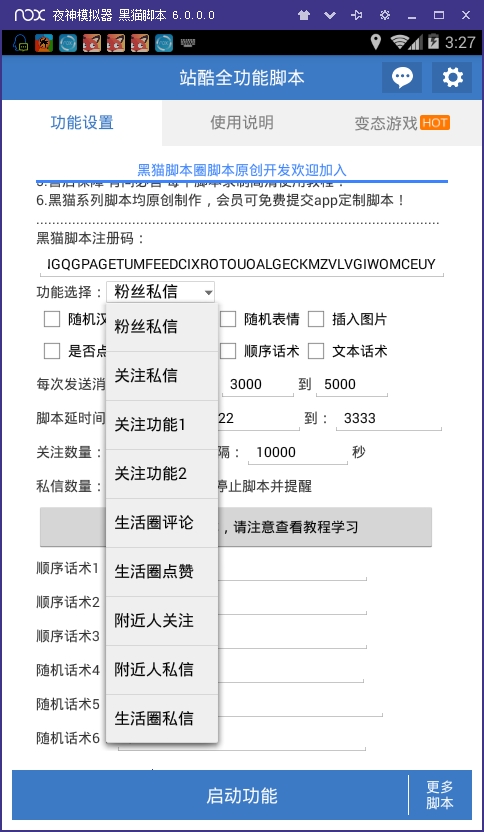 nox 夜神模拟器 黑猫脚本 6.0.0.0
3:27
站酷全功能脚本
功能设置 使用说明 变态游戏 HOT
黑猫脚本圈脚本原创开发欢迎加入
6.黑猫系列脚本均原创制作，会员可免费提交app定制脚本！
黑猫脚本注册码：
IGQGPAGETUMFEEDCIXROTOUOALGECKMZVLVGIWOMCEUY
功能选择： 粉丝私信
随机汉 随机表情 插入图片
是否点 顺序话术 文本话术
每次发送消 3000 到 5000
脚本延时间 22 到： 3333
关注数量： 隔： 10000 秒
私信数量： 停止脚本并提醒
，请注意查看教程学习
顺序话术1
顺序话术2
顺序话术3
随机话术4
随机话术5
随机话术6
粉丝私信
关注私信
关注功能1
关注功能2
生活圈评论
生活圈点赞
附近人关注
附近人私信
生活圈私信
启动功能
更多
脚本